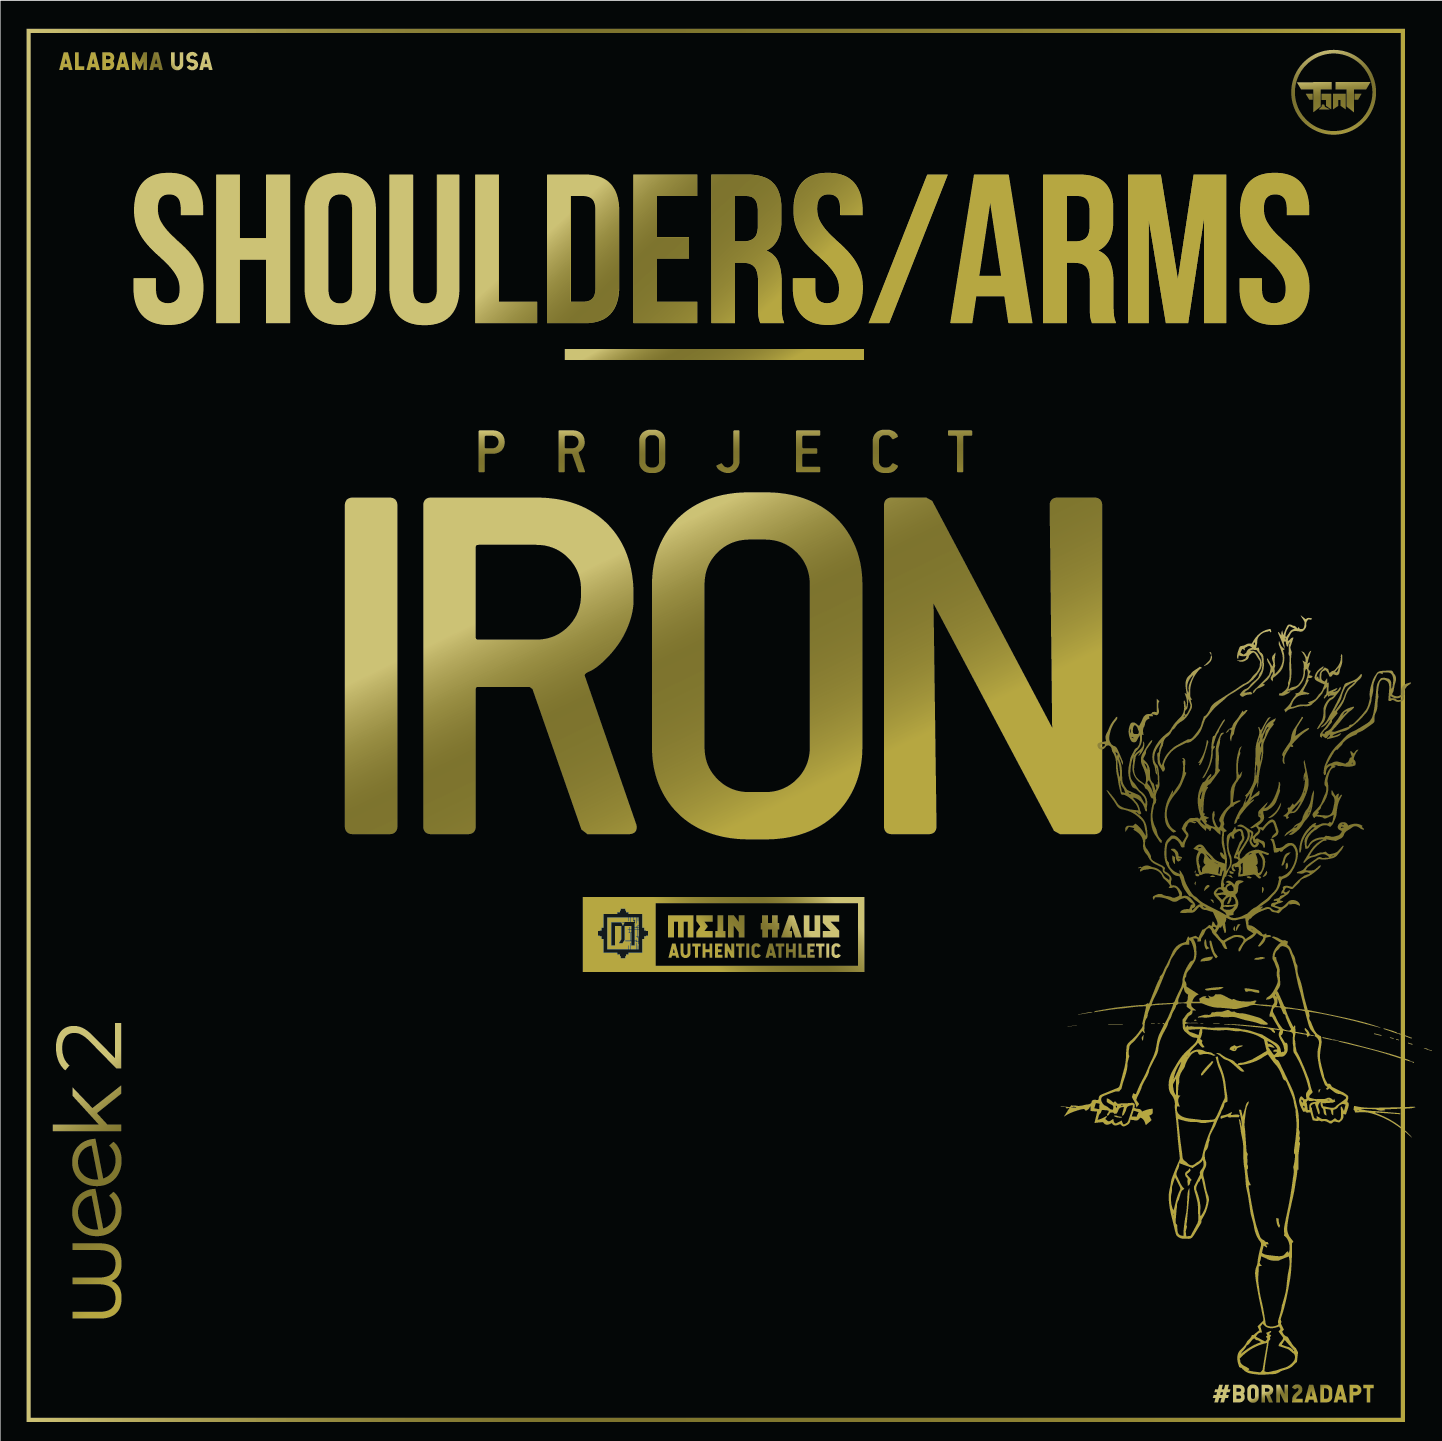 ALABAMA USA
SHOULDERS/ARMS
PROJECT
IRON
MEIN HAUS
AUTHENTIC ATHLETIC
week 2
#BORN2ADAPT